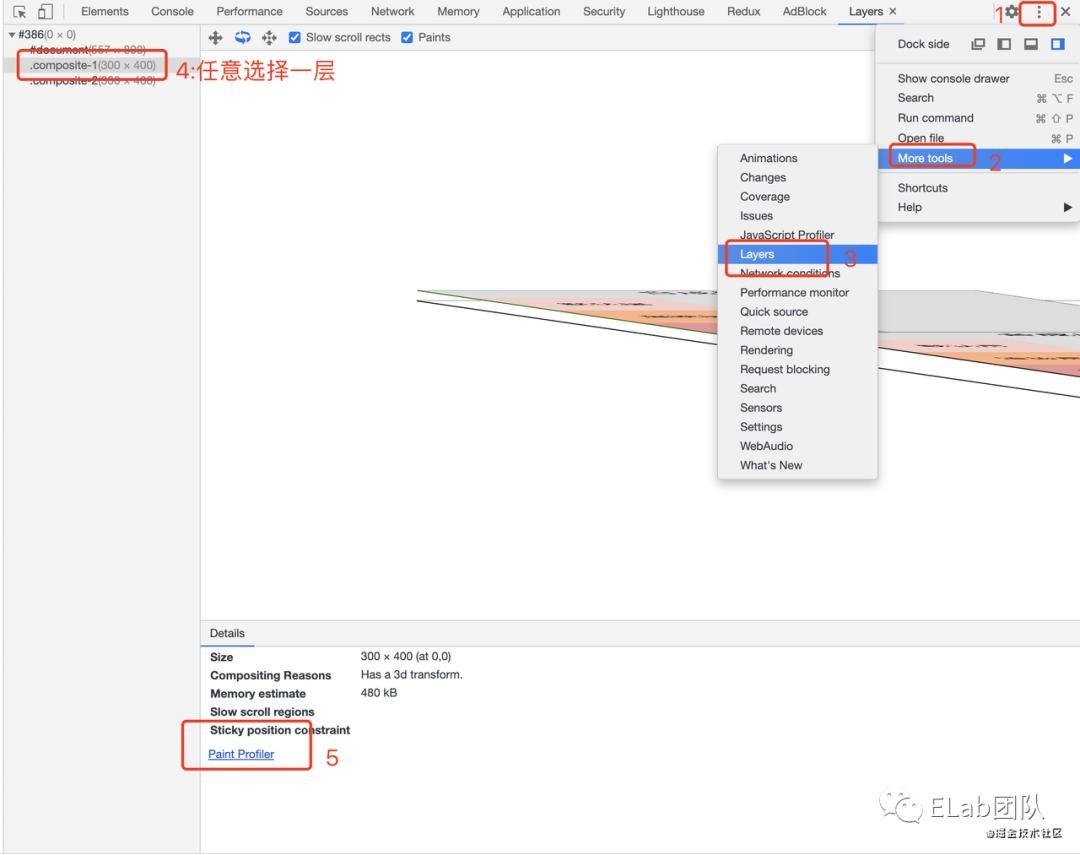 Elements Console Performance Sources Network Memory Application Security Lighthouse Redux AdBlock Layers × 1
#386(0 × 0)
#document(557 × 800)
.composite-1(300 × 400)
.composite-2(300 × 400)
4:任意选择一层
Show scroll rects Paints
Dock side
Show console drawer Esc
Search ⌘ ⌥ F
Run command ⌘ ⇧ P
Open file ⌘ P
More tools 2
Shortcuts
Help
Animations
Changes
Coverage
Issues
JavaScript Profiler
Layers 3
Network conditions
Performance monitor
Quick source
Remote devices
Rendering
Request blocking
Search
Sensors
Settings
WebAudio
What's New
Details
Size 300 × 400 (at 0,0)
Compositing Reasons Has a 3d transform.
Memory estimate 480 kB
Slow scroll regions
Sticky position constraint
Paint Profiler 5
ELab团队
@掘金技术社区